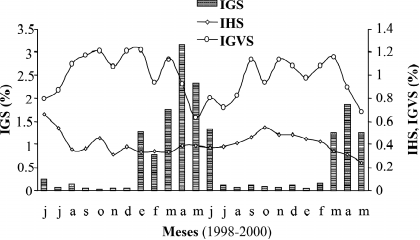 IGS
IHS
IGVS
IGS (%)
3.5
3
2.5
2
1.5
1
0.5
0
1.4
1.2
1
0.8
0.6
0.4
0.2
0
IHS, IGVS (%)
j j a s o n d e f m a m j j a s o n d e f m a m
Meses (1998-2000)